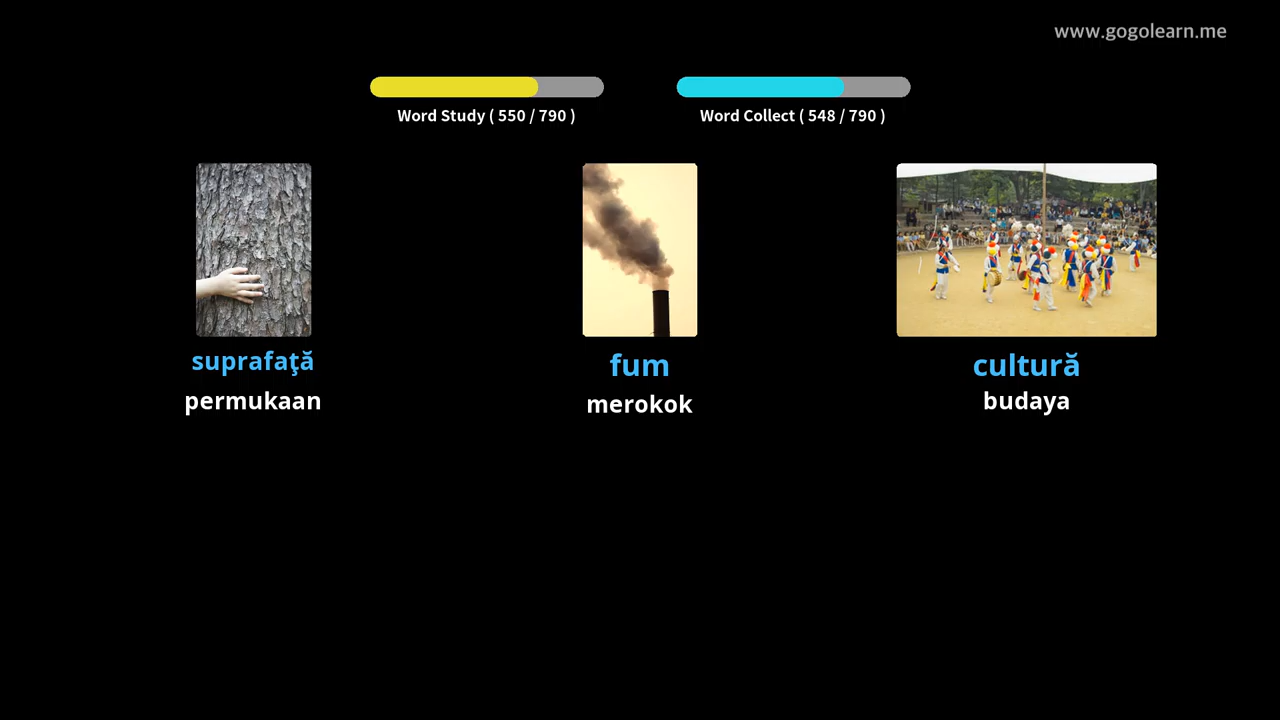 www.gogolearn.me
Word Study ( 550 / 790 )
Word Collect ( 548 / 790 )
suprafaţă
fum
cultură
permukaan
merokok
budaya